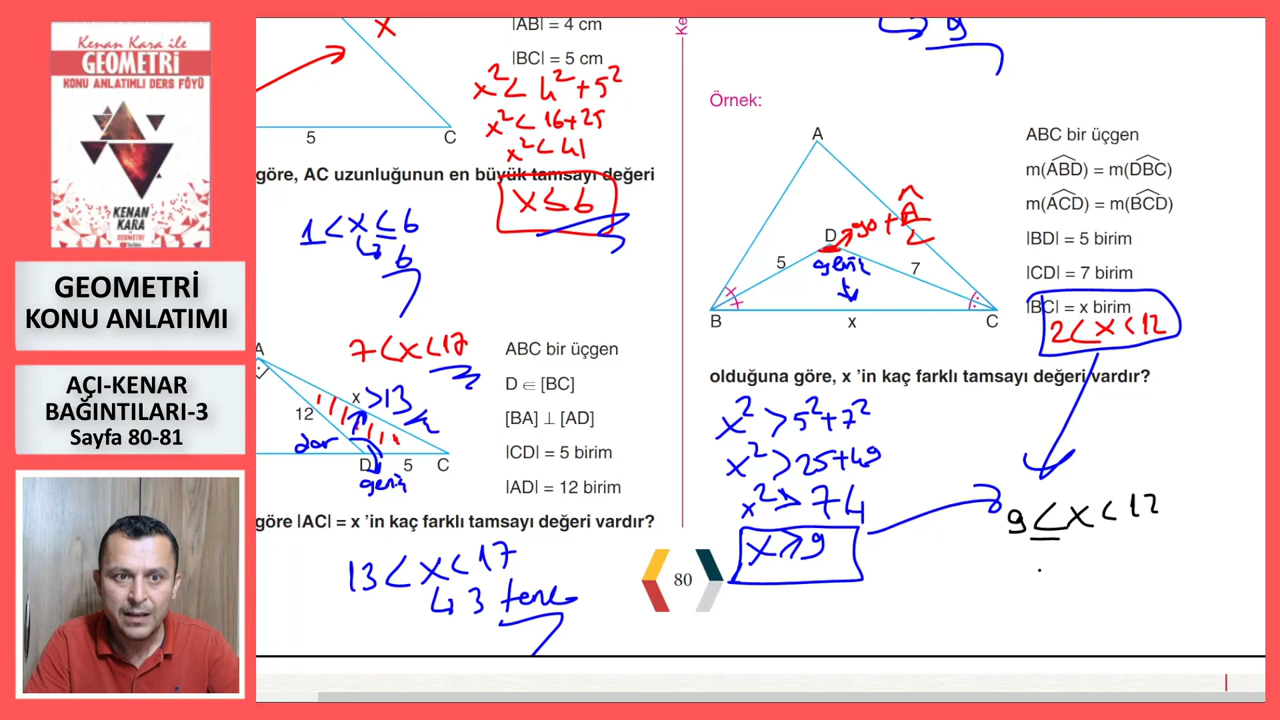 Kenan Kara ile
GEOMETRİ
KONU ANLATIMLI DERS FÖYÜ
KENAN
KARA
GEOMETRİ
KONU ANLATIMI
AÇI-KENAR
BAĞINTILARI-3
Sayfa 80-81
x
5
C
|AB| = 4 cm
|BC| = 5 cm
x² < 4² + 5²
x² < 16+25
x² < 41
göre, AC uzunluğunun en büyük tamsayı değeri
x ≤ 6
1 < x ≤ 6
6
7 < x < 17
A
12
x >13
dar
D
5
C
geniş
ABC bir üçgen
D ∈ [BC]
[BA] ⊥ [AD]
|CD| = 5 birim
|AD| = 12 birim
göre |AC| = x 'in kaç farklı tamsayı değeri vardır?
13 < x < 17
↳ 3 tane
80
Ke
9
Örnek:
A
D
90 + Â/2
geniş
5
7
B
x
C
ABC bir üçgen
m(ABD) = m(DBC)
m(ACD) = m(BCD)
|BD| = 5 birim
|CD| = 7 birim
|BC| = x birim
2 < x < 12
olduğuna göre, x 'in kaç farklı tamsayı değeri vardır?
x² > 5² + 7²
x² > 25+49
x² > 74
x ≥ 9
9 ≤ x < 12